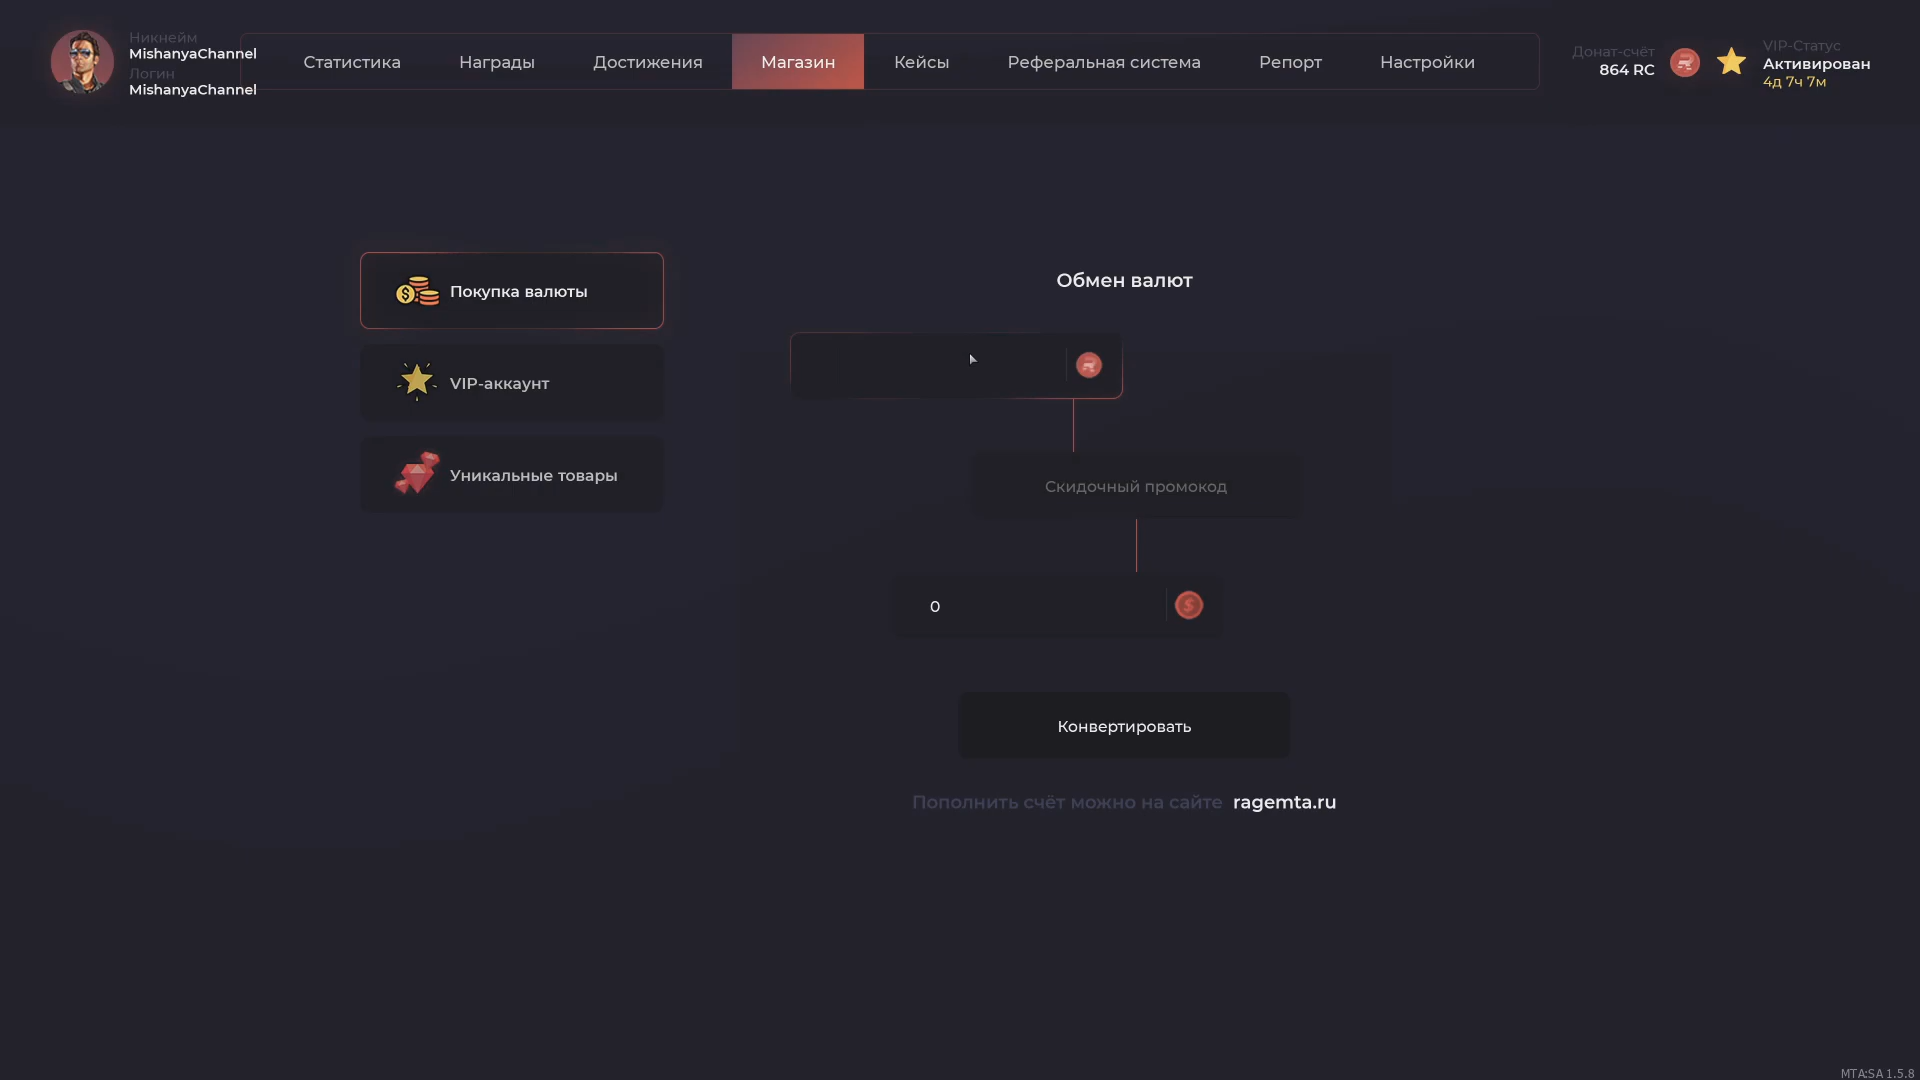 Никнейм
MishanyaChannel
Логин
MishanyaChannel
Статистика
Награды
Достижения
Магазин
Кейсы
Реферальная система
Репорт
Настройки
Донат-счёт
864 RC
VIP-Статус
Активирован
4д 7ч 7м
Покупка валюты
VIP-аккаунт
Уникальные товары
Обмен валют
Скидочный промокод
0
Конвертировать
Пополнить счёт можно на сайте ragemta.ru
MTA:SA 1.5.8